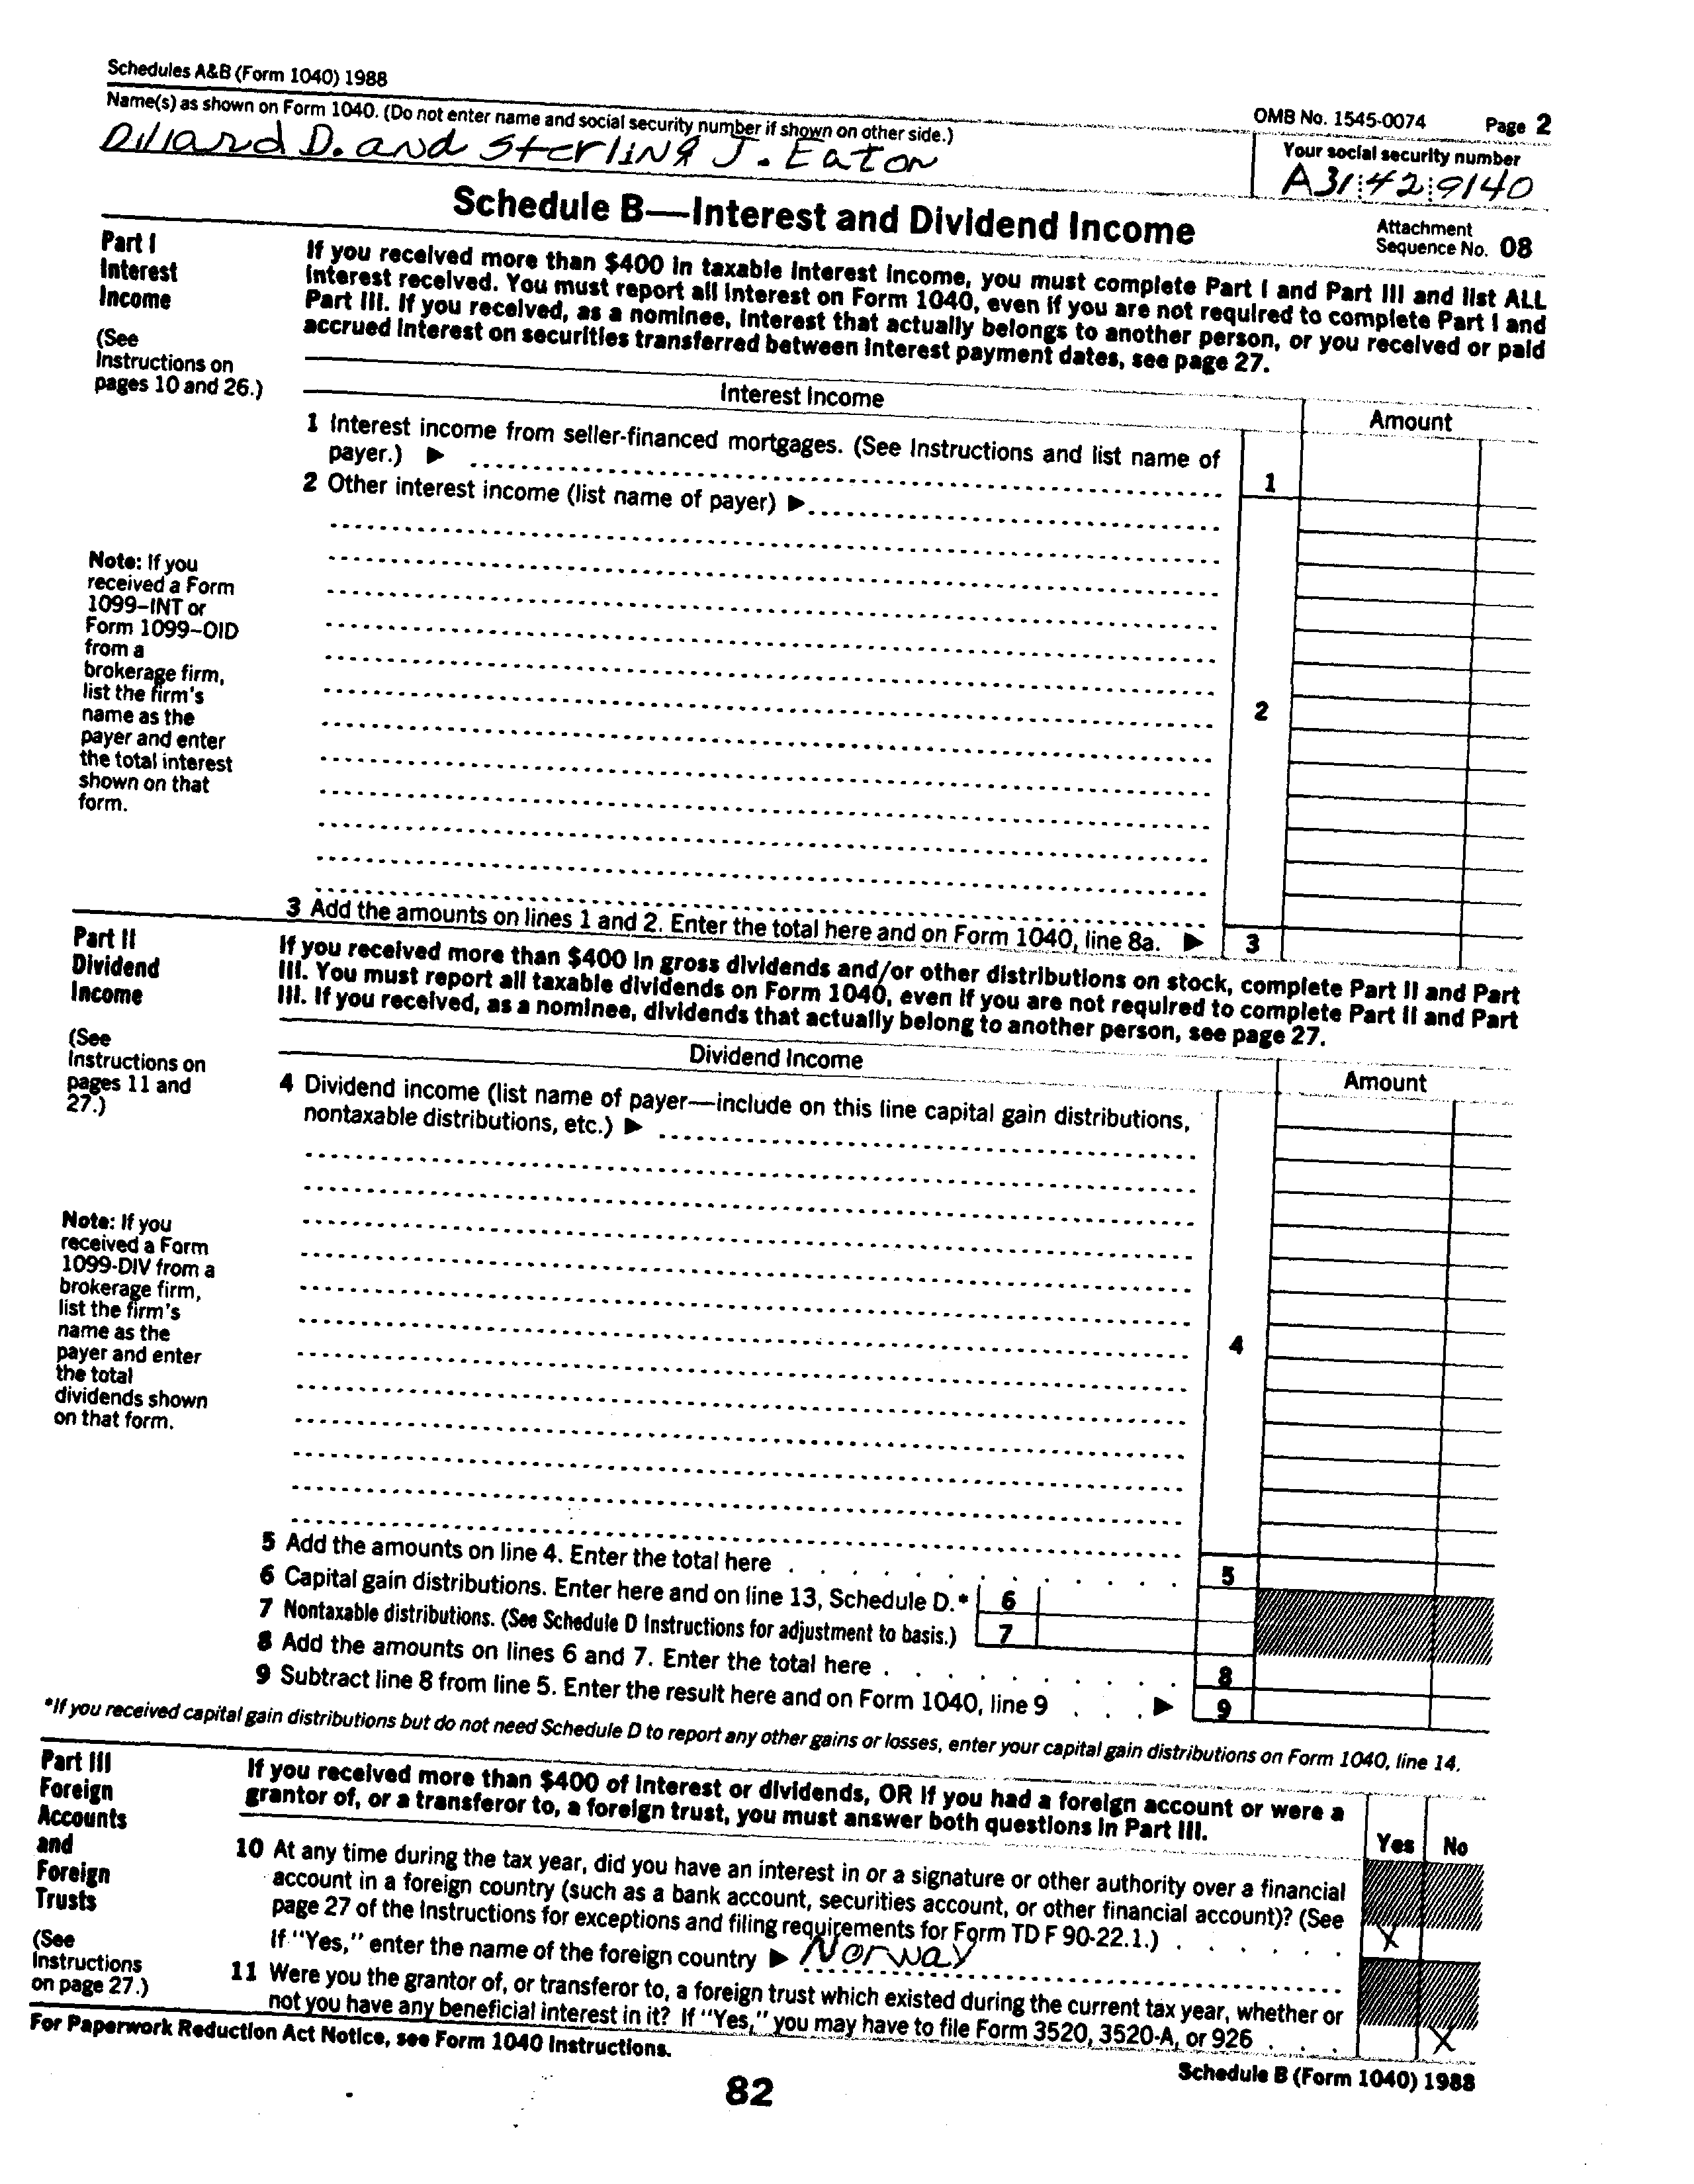 Schedules A&B (Form 1040) 1988
OMB No. 1545-0074 Page 2
Name(s) as shown on Form 1040. (Do not enter name and social security number if shown on other side.)
Dillard D. and Sterling J. Eaton
Your social security number
A31 42 9140
Schedule B—Interest and Dividend Income
Attachment
Sequence No. 08
Part I
Interest
Income
(See
Instructions on
pages 10 and 26.)
If you received more than $400 in taxable interest income, you must complete Part I and Part III and list ALL
interest received. You must report all interest on Form 1040, even if you are not required to complete Part I and
Part III. If you received, as a nominee, interest that actually belongs to another person, or you received or paid
accrued interest on securities transferred between interest payment dates, see page 27.
Interest Income
Amount
1 Interest income from seller-financed mortgages. (See Instructions and list name of
payer.) ▶
1
2 Other interest income (list name of payer) ▶
Note: If you
received a Form
1099–INT or
Form 1099–OID
from a
brokerage firm,
list the firm's
name as the
payer and enter
the total interest
shown on that
form.
2
3 Add the amounts on lines 1 and 2. Enter the total here and on Form 1040, line 8a. ▶ 3
Part II
Dividend
Income
(See
Instructions on
pages 11 and
27.)
If you received more than $400 in gross dividends and/or other distributions on stock, complete Part II and Part
III. You must report all taxable dividends on Form 1040, even if you are not required to complete Part II and Part
III. If you received, as a nominee, dividends that actually belong to another person, see page 27.
Dividend Income
Amount
4 Dividend income (list name of payer—include on this line capital gain distributions,
nontaxable distributions, etc.) ▶
Note: If you
received a Form
1099-DIV from a
brokerage firm,
list the firm's
name as the
payer and enter
the total
dividends shown
on that form.
4
5 Add the amounts on line 4. Enter the total here . . . . . . . . . . . . 5
6 Capital gain distributions. Enter here and on line 13, Schedule D.* 6
7 Nontaxable distributions. (See Schedule D Instructions for adjustment to basis.) 7
8 Add the amounts on lines 6 and 7. Enter the total here . . . . . . . . 8
9 Subtract line 8 from line 5. Enter the result here and on Form 1040, line 9 . . . ▶ 9
*If you received capital gain distributions but do not need Schedule D to report any other gains or losses, enter your capital gain distributions on Form 1040, line 14.
Part III
Foreign
Accounts
and
Foreign
Trusts
(See
Instructions
on page 27.)
If you received more than $400 of interest or dividends, OR if you had a foreign account or were a
grantor of, or a transferor to, a foreign trust, you must answer both questions in Part III.
Yes No
10 At any time during the tax year, did you have an interest in or a signature or other authority over a financial
account in a foreign country (such as a bank account, securities account, or other financial account)? (See
page 27 of the Instructions for exceptions and filing requirements for Form TD F 90-22.1.) . . . . . . X
If "Yes," enter the name of the foreign country ▶ Norway
11 Were you the grantor of, or transferor to, a foreign trust which existed during the current tax year, whether or
not you have any beneficial interest in it? If "Yes," you may have to file Form 3520, 3520-A, or 926 . . . X
For Paperwork Reduction Act Notice, see Form 1040 Instructions.
Schedule B (Form 1040) 1988
82